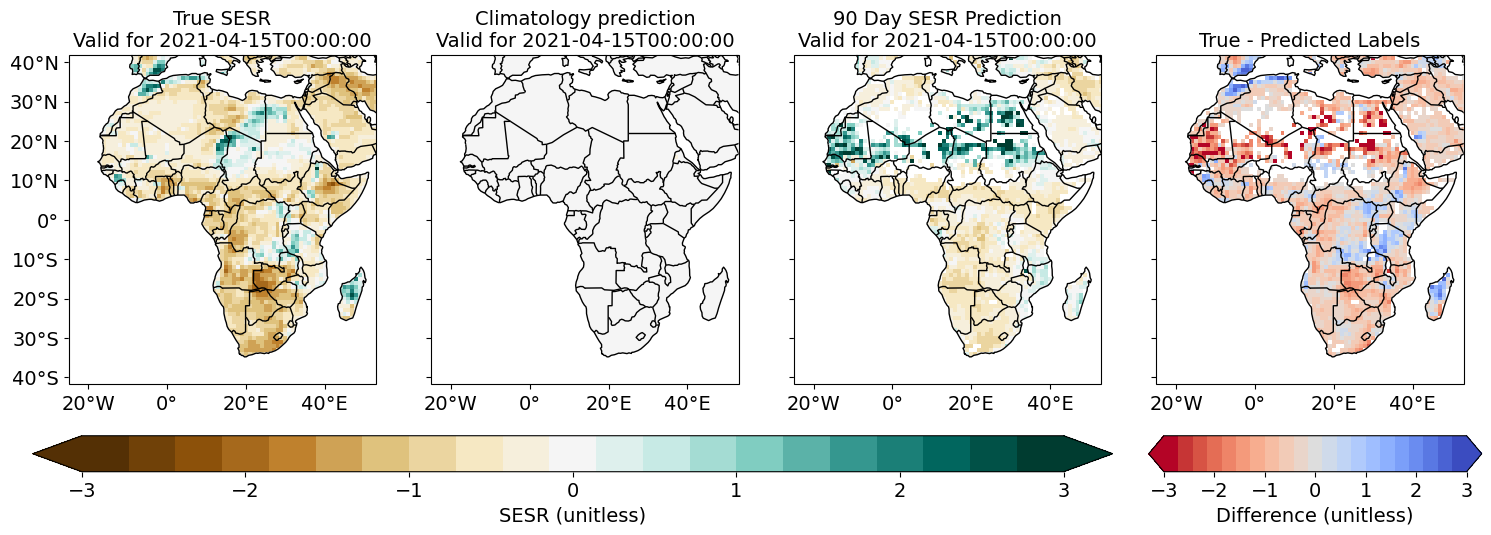 True SESR
Valid for 2021-04-15T00:00:00
Climatology prediction
Valid for 2021-04-15T00:00:00
90 Day SESR Prediction
Valid for 2021-04-15T00:00:00
True - Predicted Labels
40°N
30°N
20°N
10°N
0°
10°S
20°S
30°S
40°S
20°W 0° 20°E 40°E
20°W 0° 20°E 40°E
20°W 0° 20°E 40°E
20°W 0° 20°E 40°E
−3 −2 −1 0 1 2 3
SESR (unitless)
−3 −2 −1 0 1 2 3
Difference (unitless)